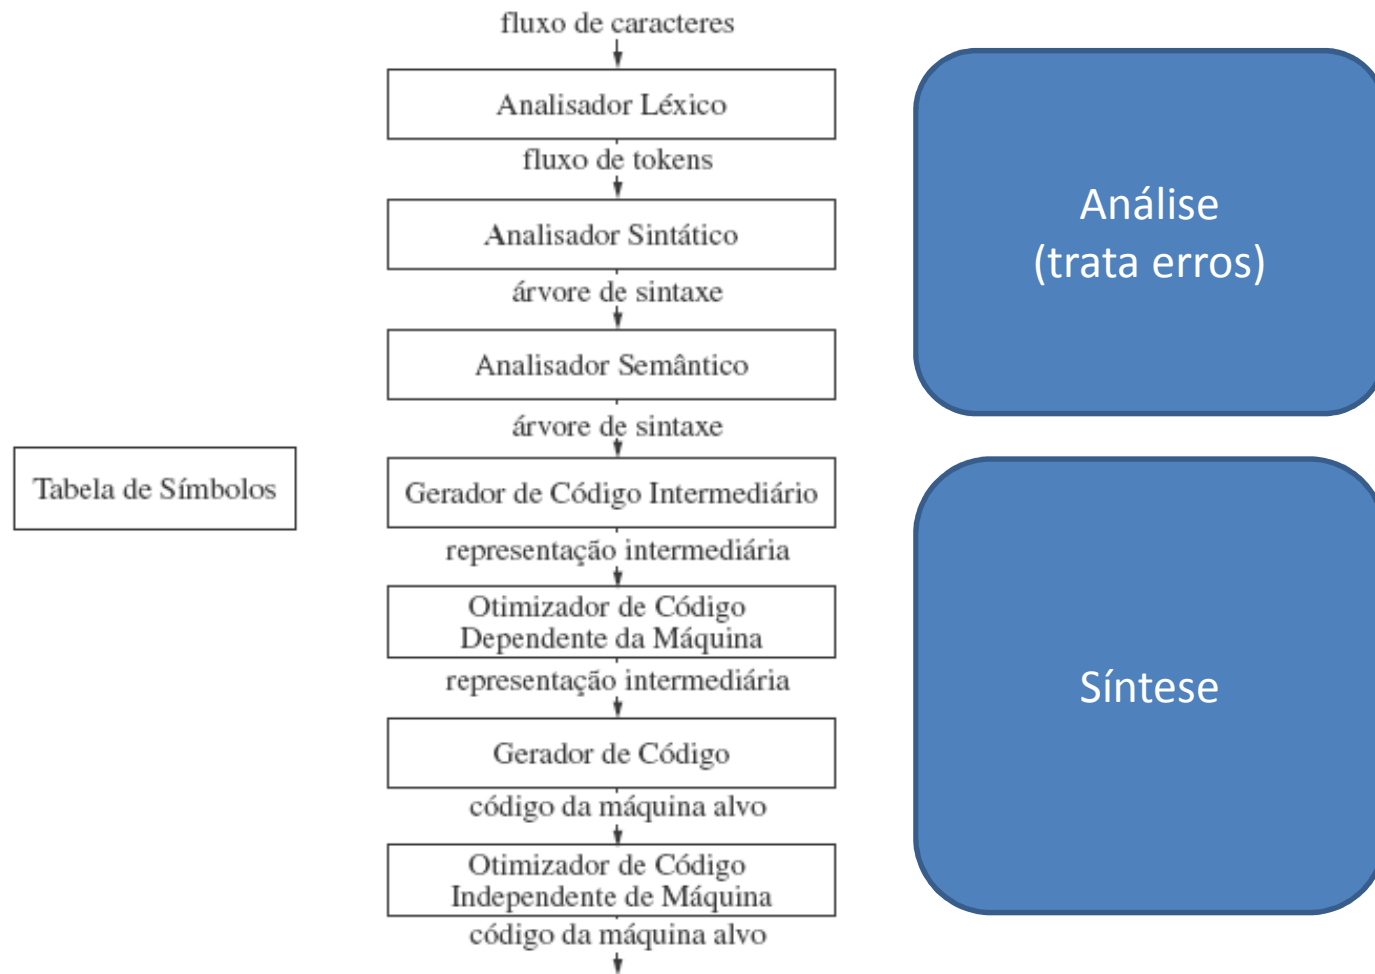 fluxo de caracteres
Analisador Léxico
fluxo de tokens
Analisador Sintático
árvore de sintaxe
Analisador Semântico
árvore de sintaxe
Gerador de Código Intermediário
representação intermediária
Otimizador de Código
Dependente da Máquina
representação intermediária
Gerador de Código
código da máquina alvo
Otimizador de Código
Independente de Máquina
código da máquina alvo
Tabela de Símbolos
Análise
(trata erros)
Síntese